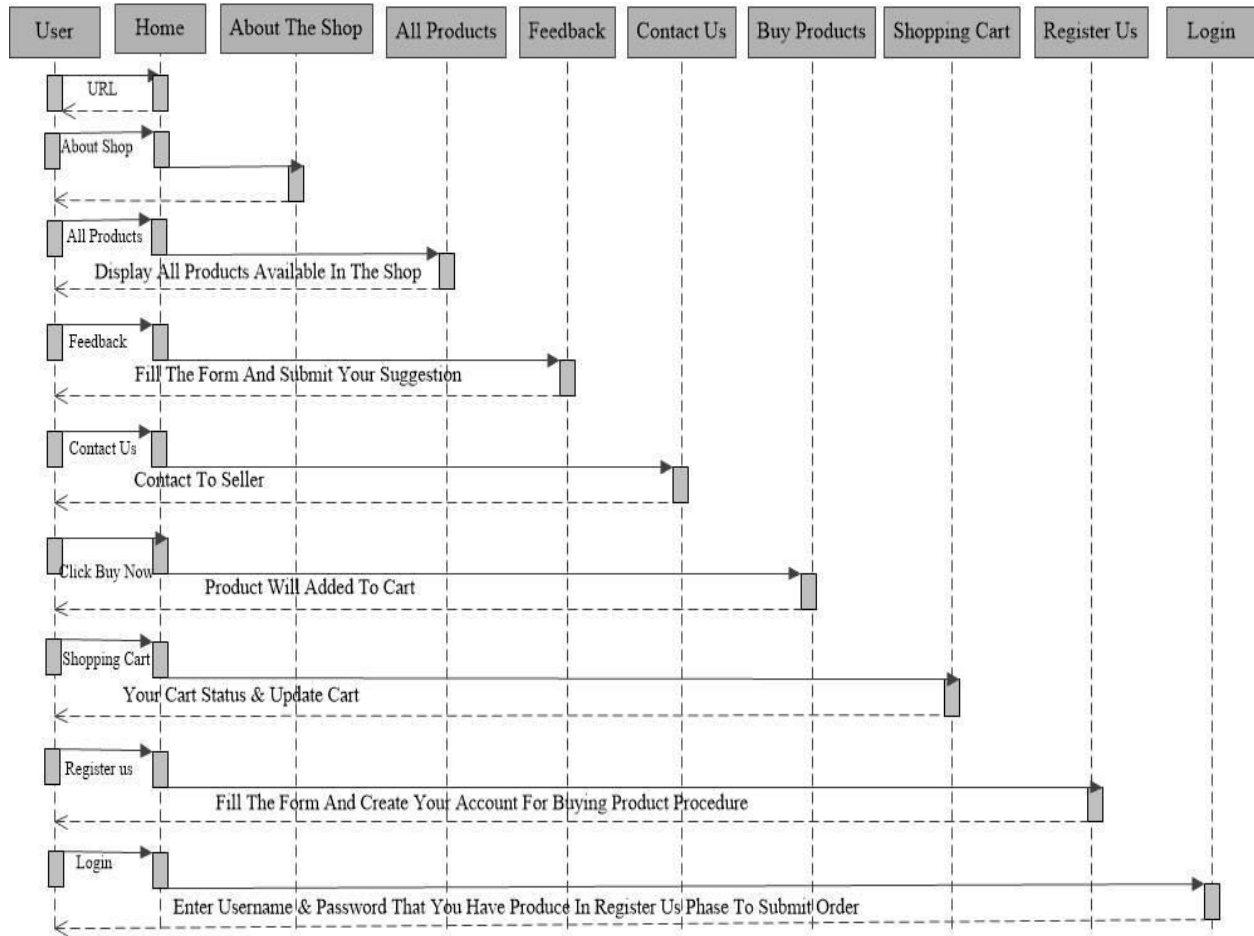 User
Home
About The Shop
All Products
Feedback
Contact Us
Buy Products
Shopping Cart
Register Us
Login
URL
About Shop
All Products
Display All Products Available In The Shop
Feedback
Fill The Form And Submit Your Suggestion
Contact Us
Contact To Seller
Click Buy Now
Product Will Added To Cart
Shopping Cart
Your Cart Status & Update Cart
Register us
Fill The Form And Create Your Account For Buying Product Procedure
Login
Enter Username & Password That You Have Produce In Register Us Phase To Submit Order